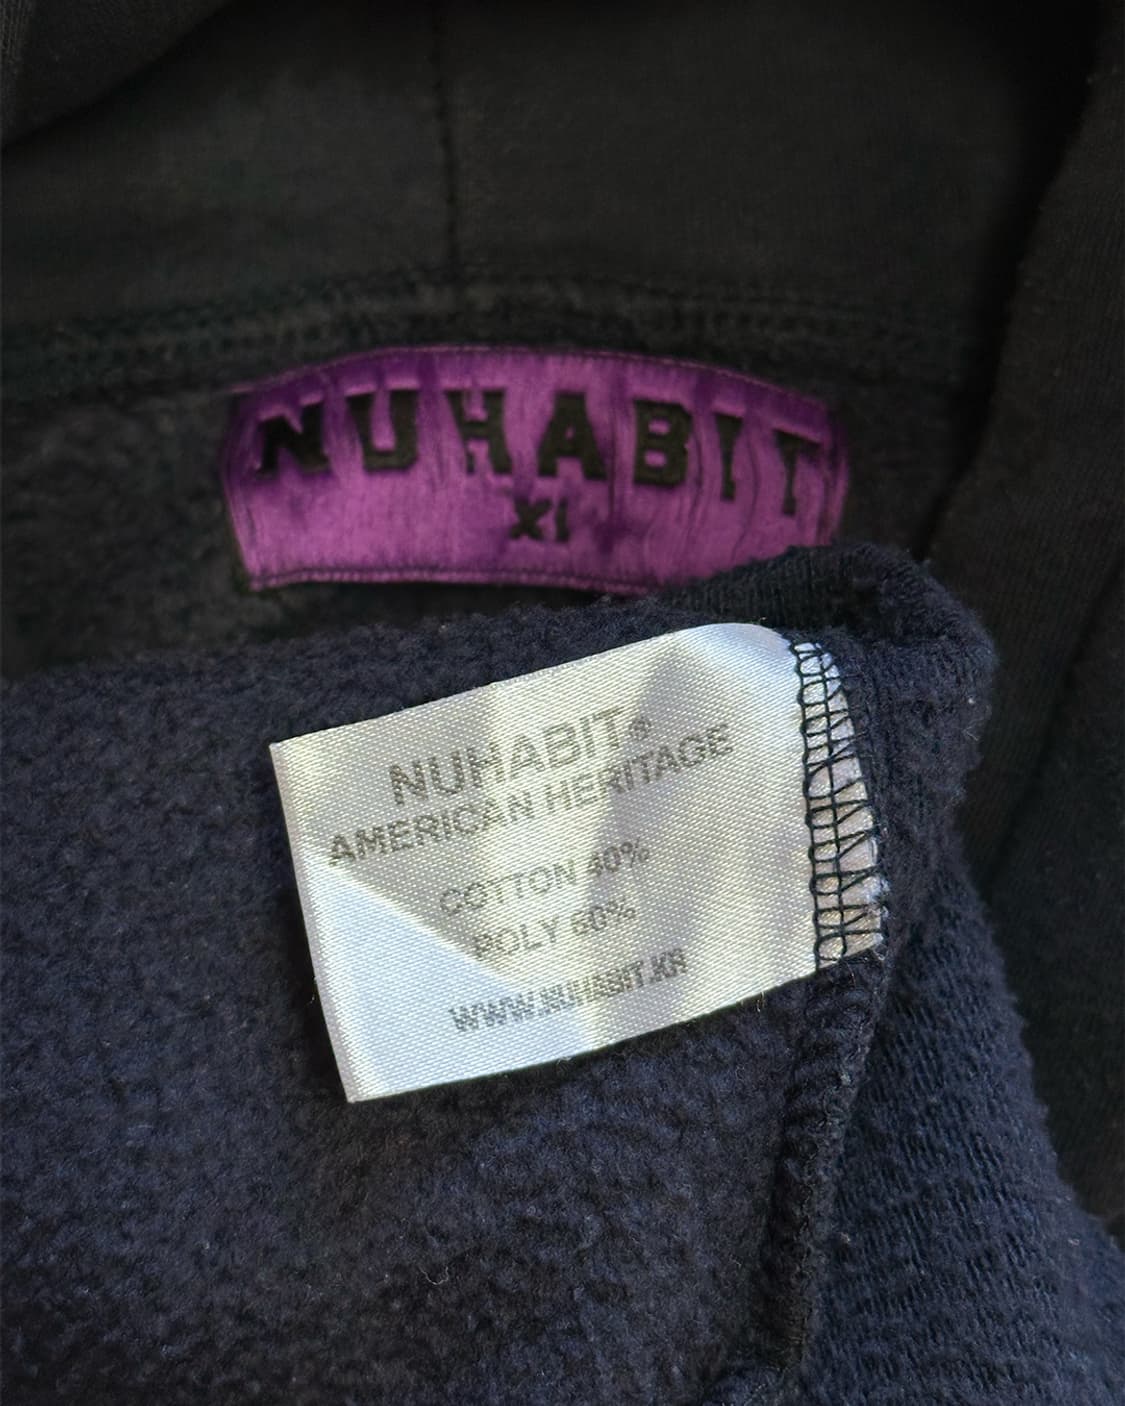 NUHABIT
XL
NUHABIT®
AMERICAN HERITAGE
COTTON 40%
POLY 60%
WWW.NUHABIT.KR